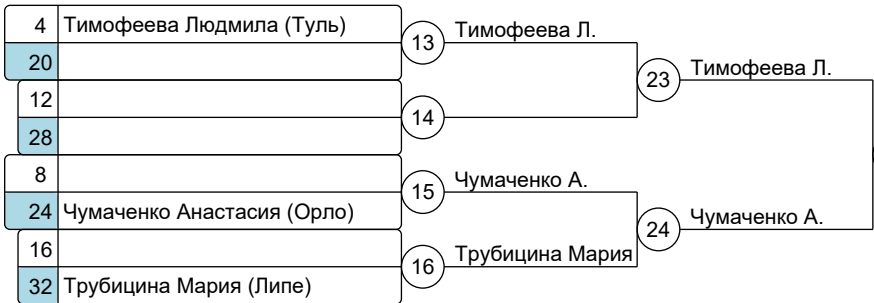 4 Тимофеева Людмила (Туль)
20
12
28
8
24 Чумаченко Анастасия (Орло)
16
32 Трубицина Мария (Липе)
13 Тимофеева Л.
14
15 Чумаченко А.
16 Трубицина Мария
23 Тимофеева Л.
24 Чумаченко А.